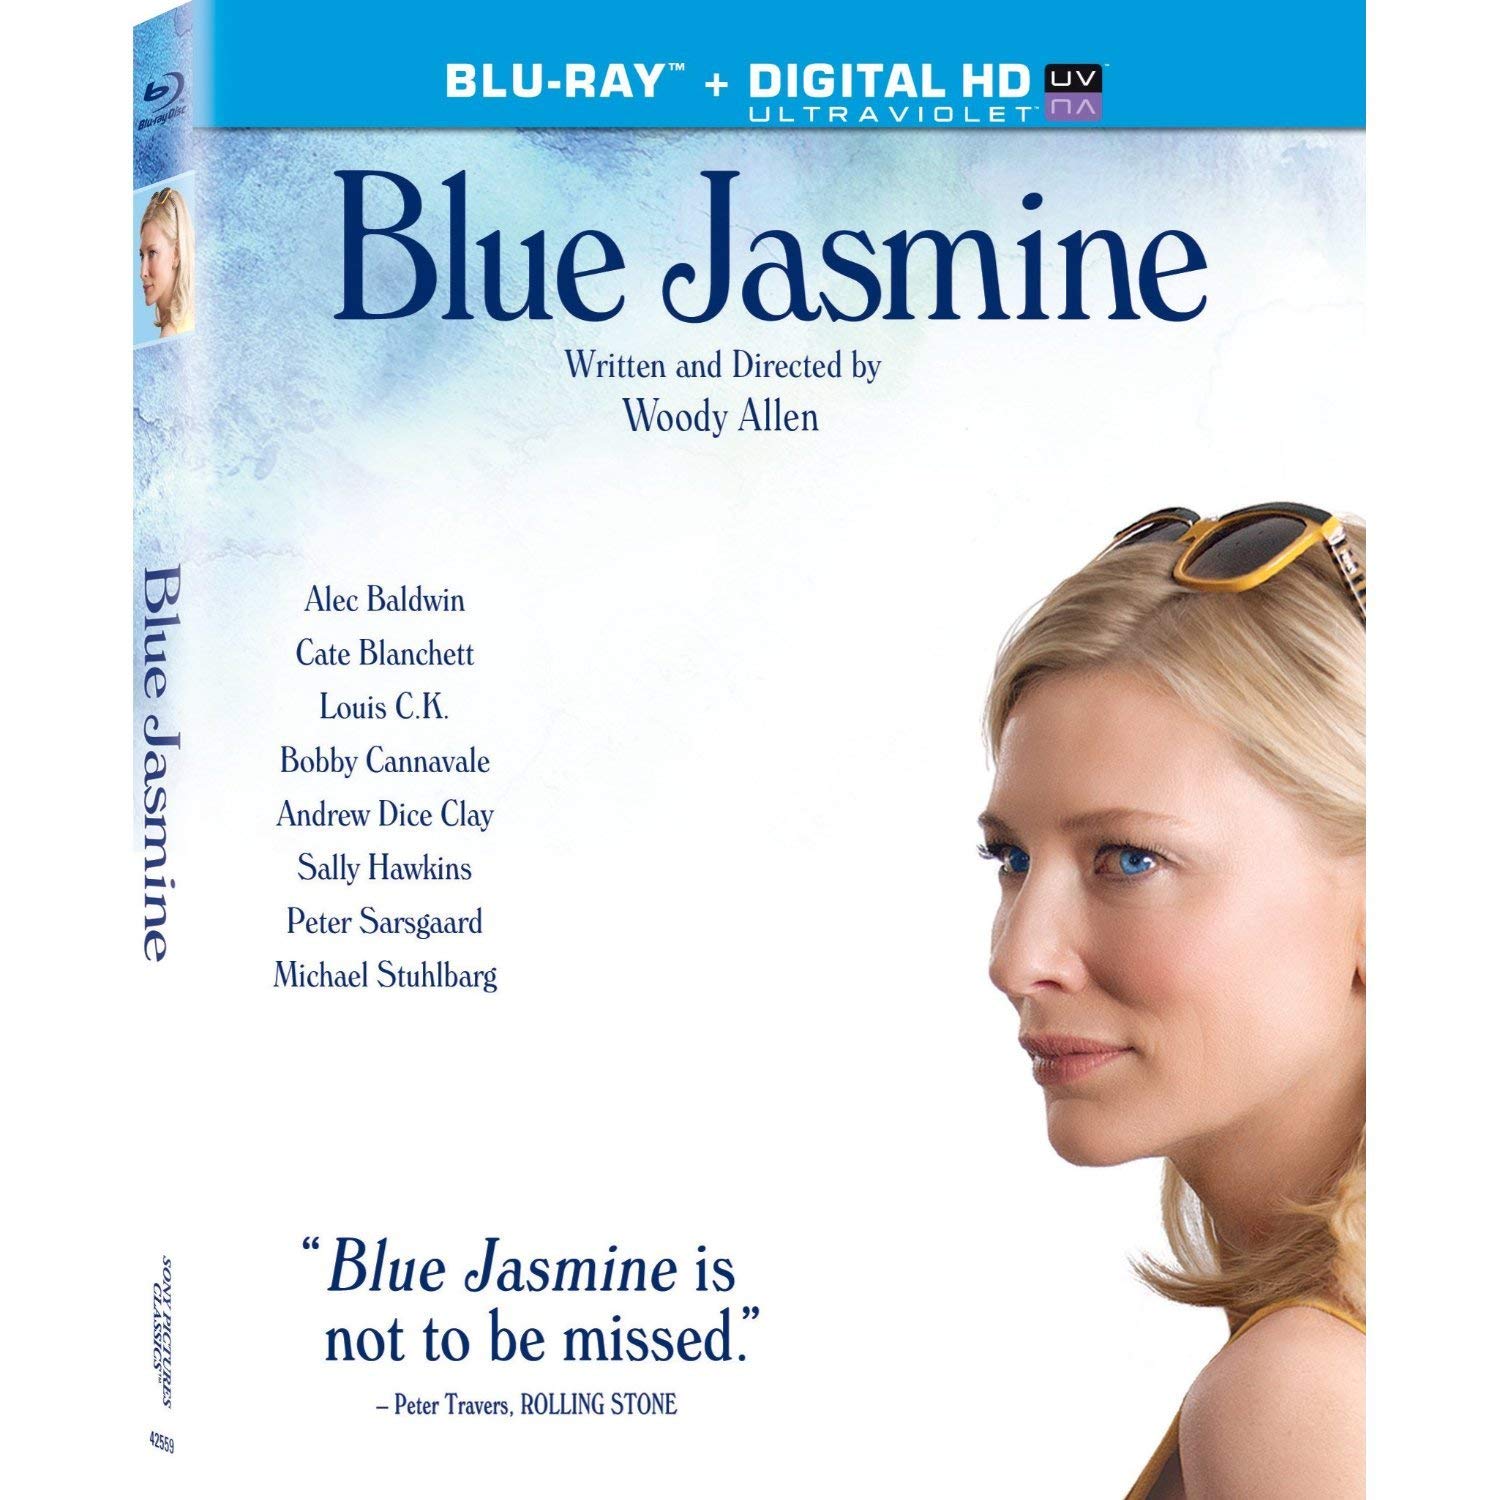 BLU-RAY™ + DIGITAL HD UV
ULTRAVIOLET™
Blue Jasmine
Written and Directed by
Woody Allen
Alec Baldwin
Cate Blanchett
Louis C.K.
Bobby Cannavale
Andrew Dice Clay
Sally Hawkins
Peter Sarsgaard
Michael Stuhlbarg
“Blue Jasmine is
not to be missed.”
– Peter Travers, ROLLING STONE
Blu-ray Disc
Blue Jasmine
SONY PICTURES
CLASSICS™
42559